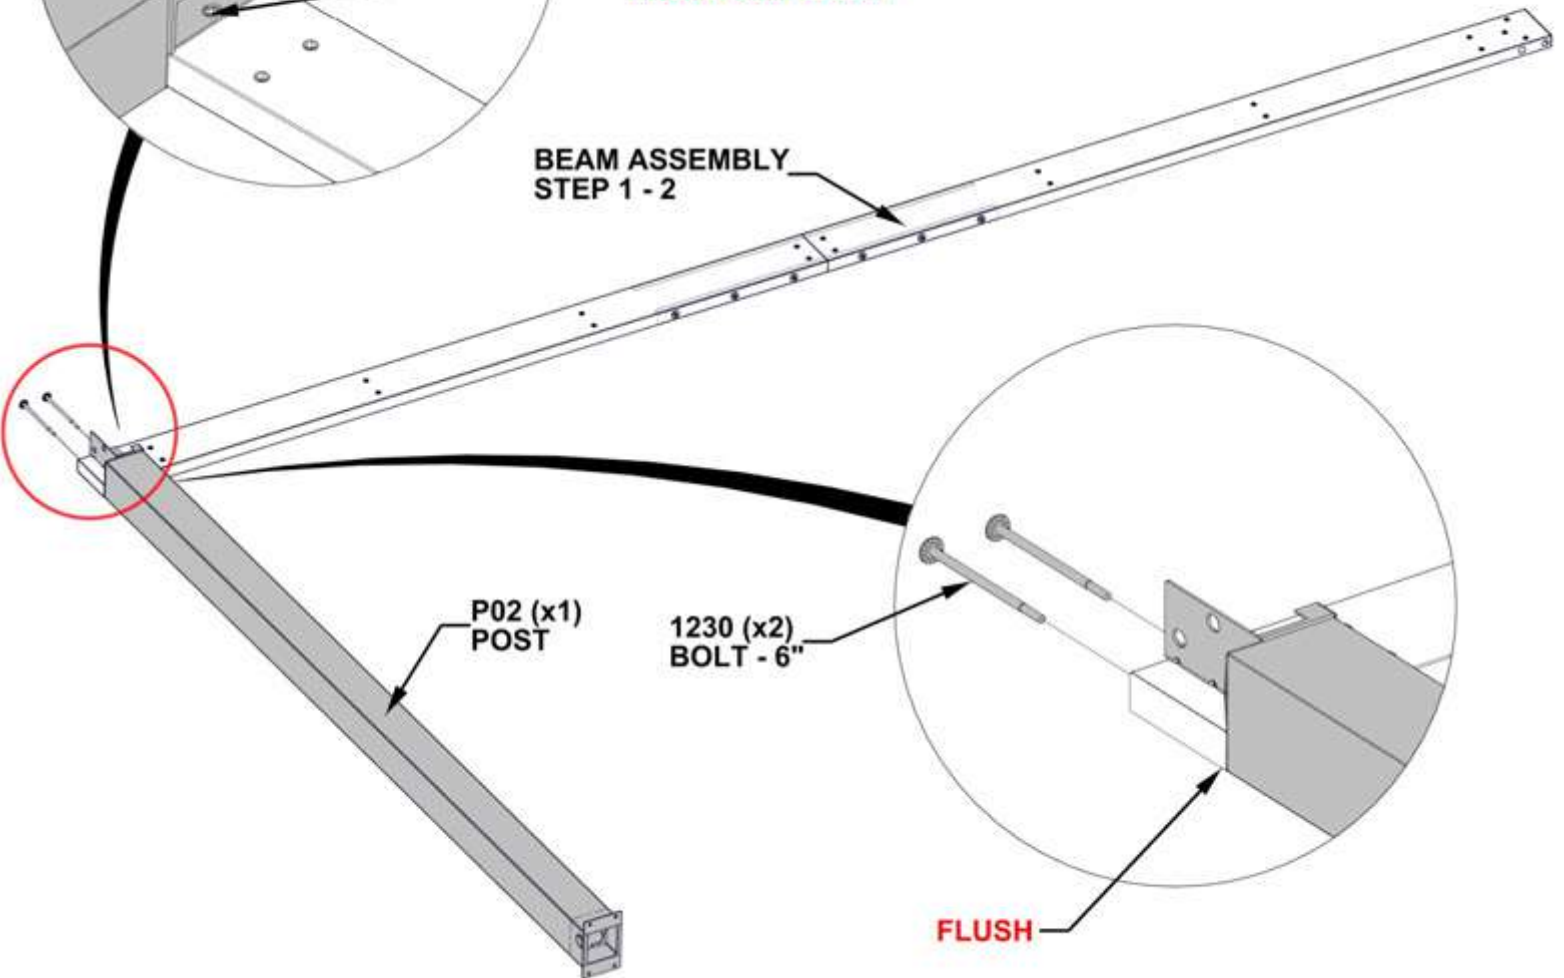 BEAM ASSEMBLY
STEP 1 - 2
P02 (x1)
POST
1230 (x2)
BOLT - 6"
FLUSH